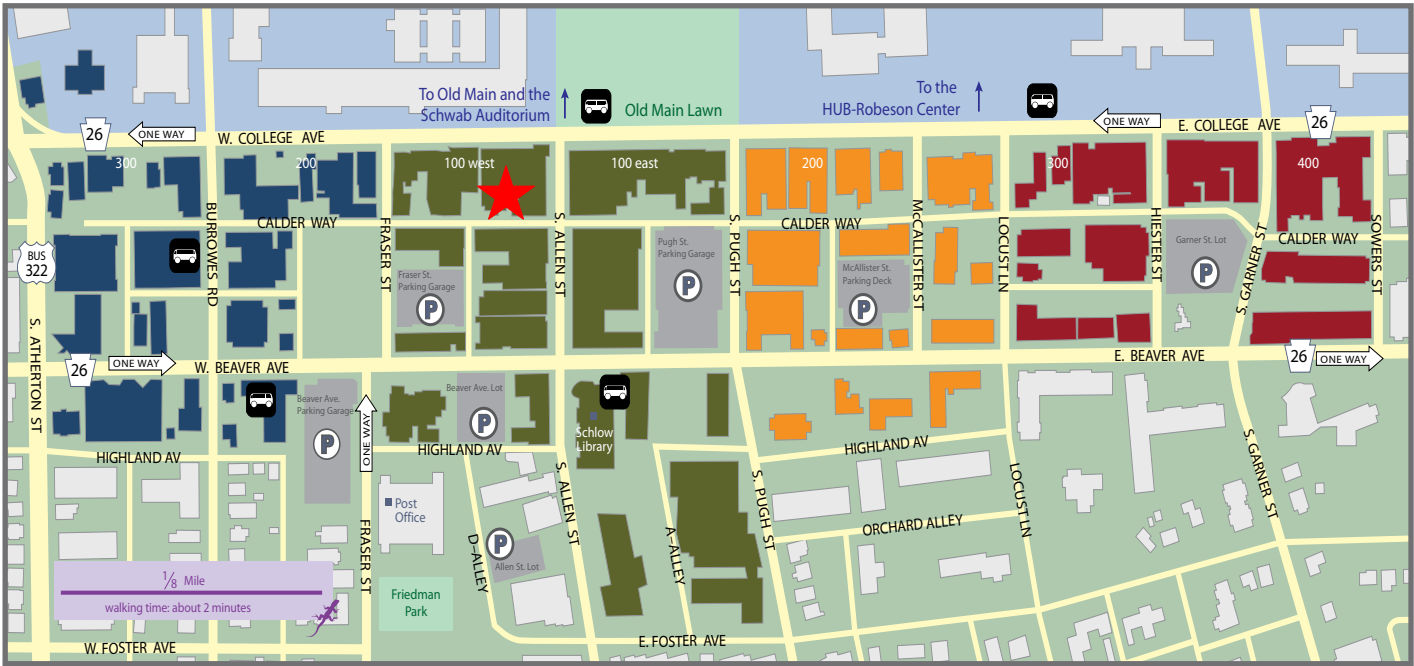 To Old Main and the
Schwab Auditorium
Old Main Lawn
To the
HUB-Robeson Center
26
ONE WAY
W. COLLEGE AVE
ONE WAY
E. COLLEGE AVE
26
300
200
100 west
100 east
200
300
400
BUS
322
BURROWES RD
CALDER WAY
FRASER ST
S. ALLEN ST
S. PUGH ST
CALDER WAY
McCALLISTER ST
LOCUST LN
HIESTER ST
S. GARNER ST
CALDER WAY
SOWERS ST
Fraser St.
Parking Garage
P
Pugh St.
Parking Garage
P
McAllister St.
Parking Deck
P
Garner St. Lot
P
S. ATHERTON ST
26
ONE WAY
W. BEAVER AVE
E. BEAVER AVE
26
ONE WAY
Beaver Ave.
Parking Garage
P
ONE WAY
Beaver Ave. Lot
P
Schlow
Library
HIGHLAND AV
HIGHLAND AV
HIGHLAND AV
S. ALLEN ST
S. PUGH ST
LOCUST LN
S. GARNER ST
Post
Office
FRASER ST
D-ALLEY
P
Allen St. Lot
A-ALLEY
ORCHARD ALLEY
1/8 Mile
walking time: about 2 minutes
Friedman
Park
W. FOSTER AVE
E. FOSTER AVE